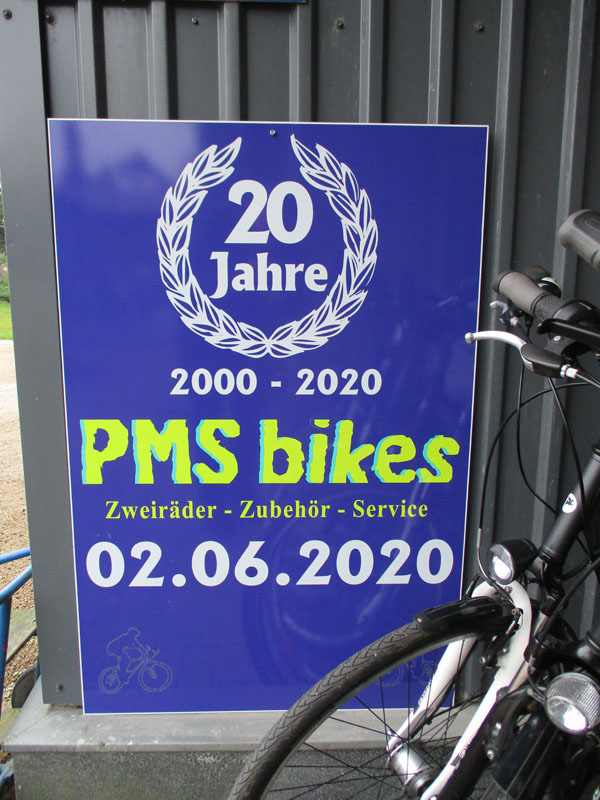 20
Jahre
2000 - 2020
PMS bikes
Zweiräder - Zubehör - Service
02.06.2020